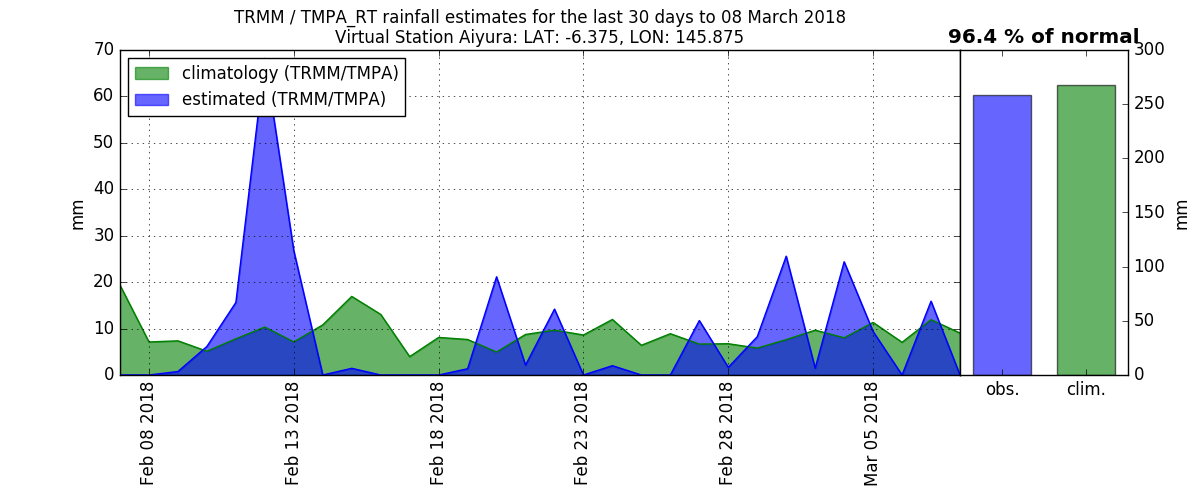 TRMM / TMPA_RT rainfall estimates for the last 30 days to 08 March 2018
Virtual Station Aiyura: LAT: -6.375, LON: 145.875
96.4 % of normal
climatology (TRMM/TMPA)
estimated (TRMM/TMPA)
70
60
50
40
30
20
10
0
mm
Feb 08 2018
Feb 13 2018
Feb 18 2018
Feb 23 2018
Feb 28 2018
Mar 05 2018
obs.
clim.
300
250
200
150
100
50
0
mm